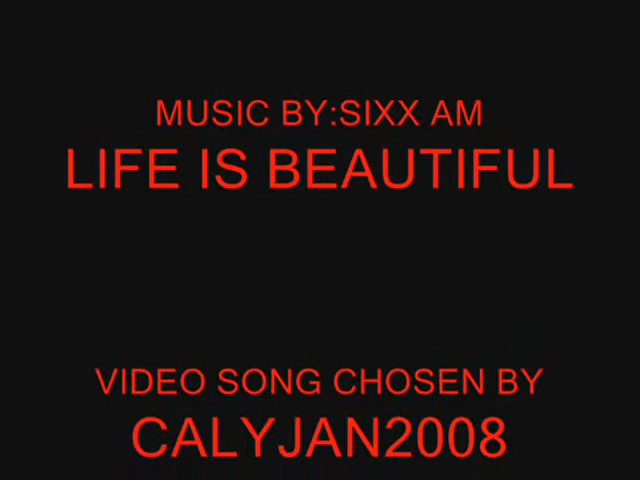 MUSIC BY:SIXX AM
LIFE IS BEAUTIFUL
VIDEO SONG CHOSEN BY
CALYJAN2008